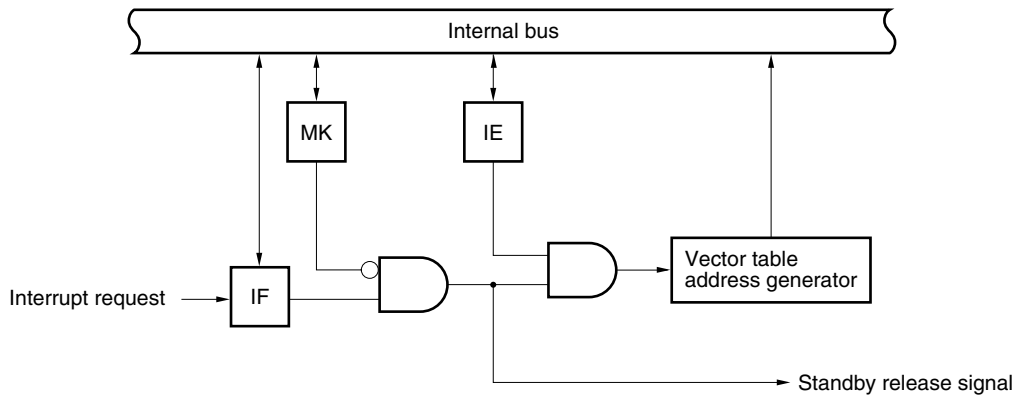 Internal bus
MK
IE
Vector table
address generator
Interrupt request
IF
Standby release signal